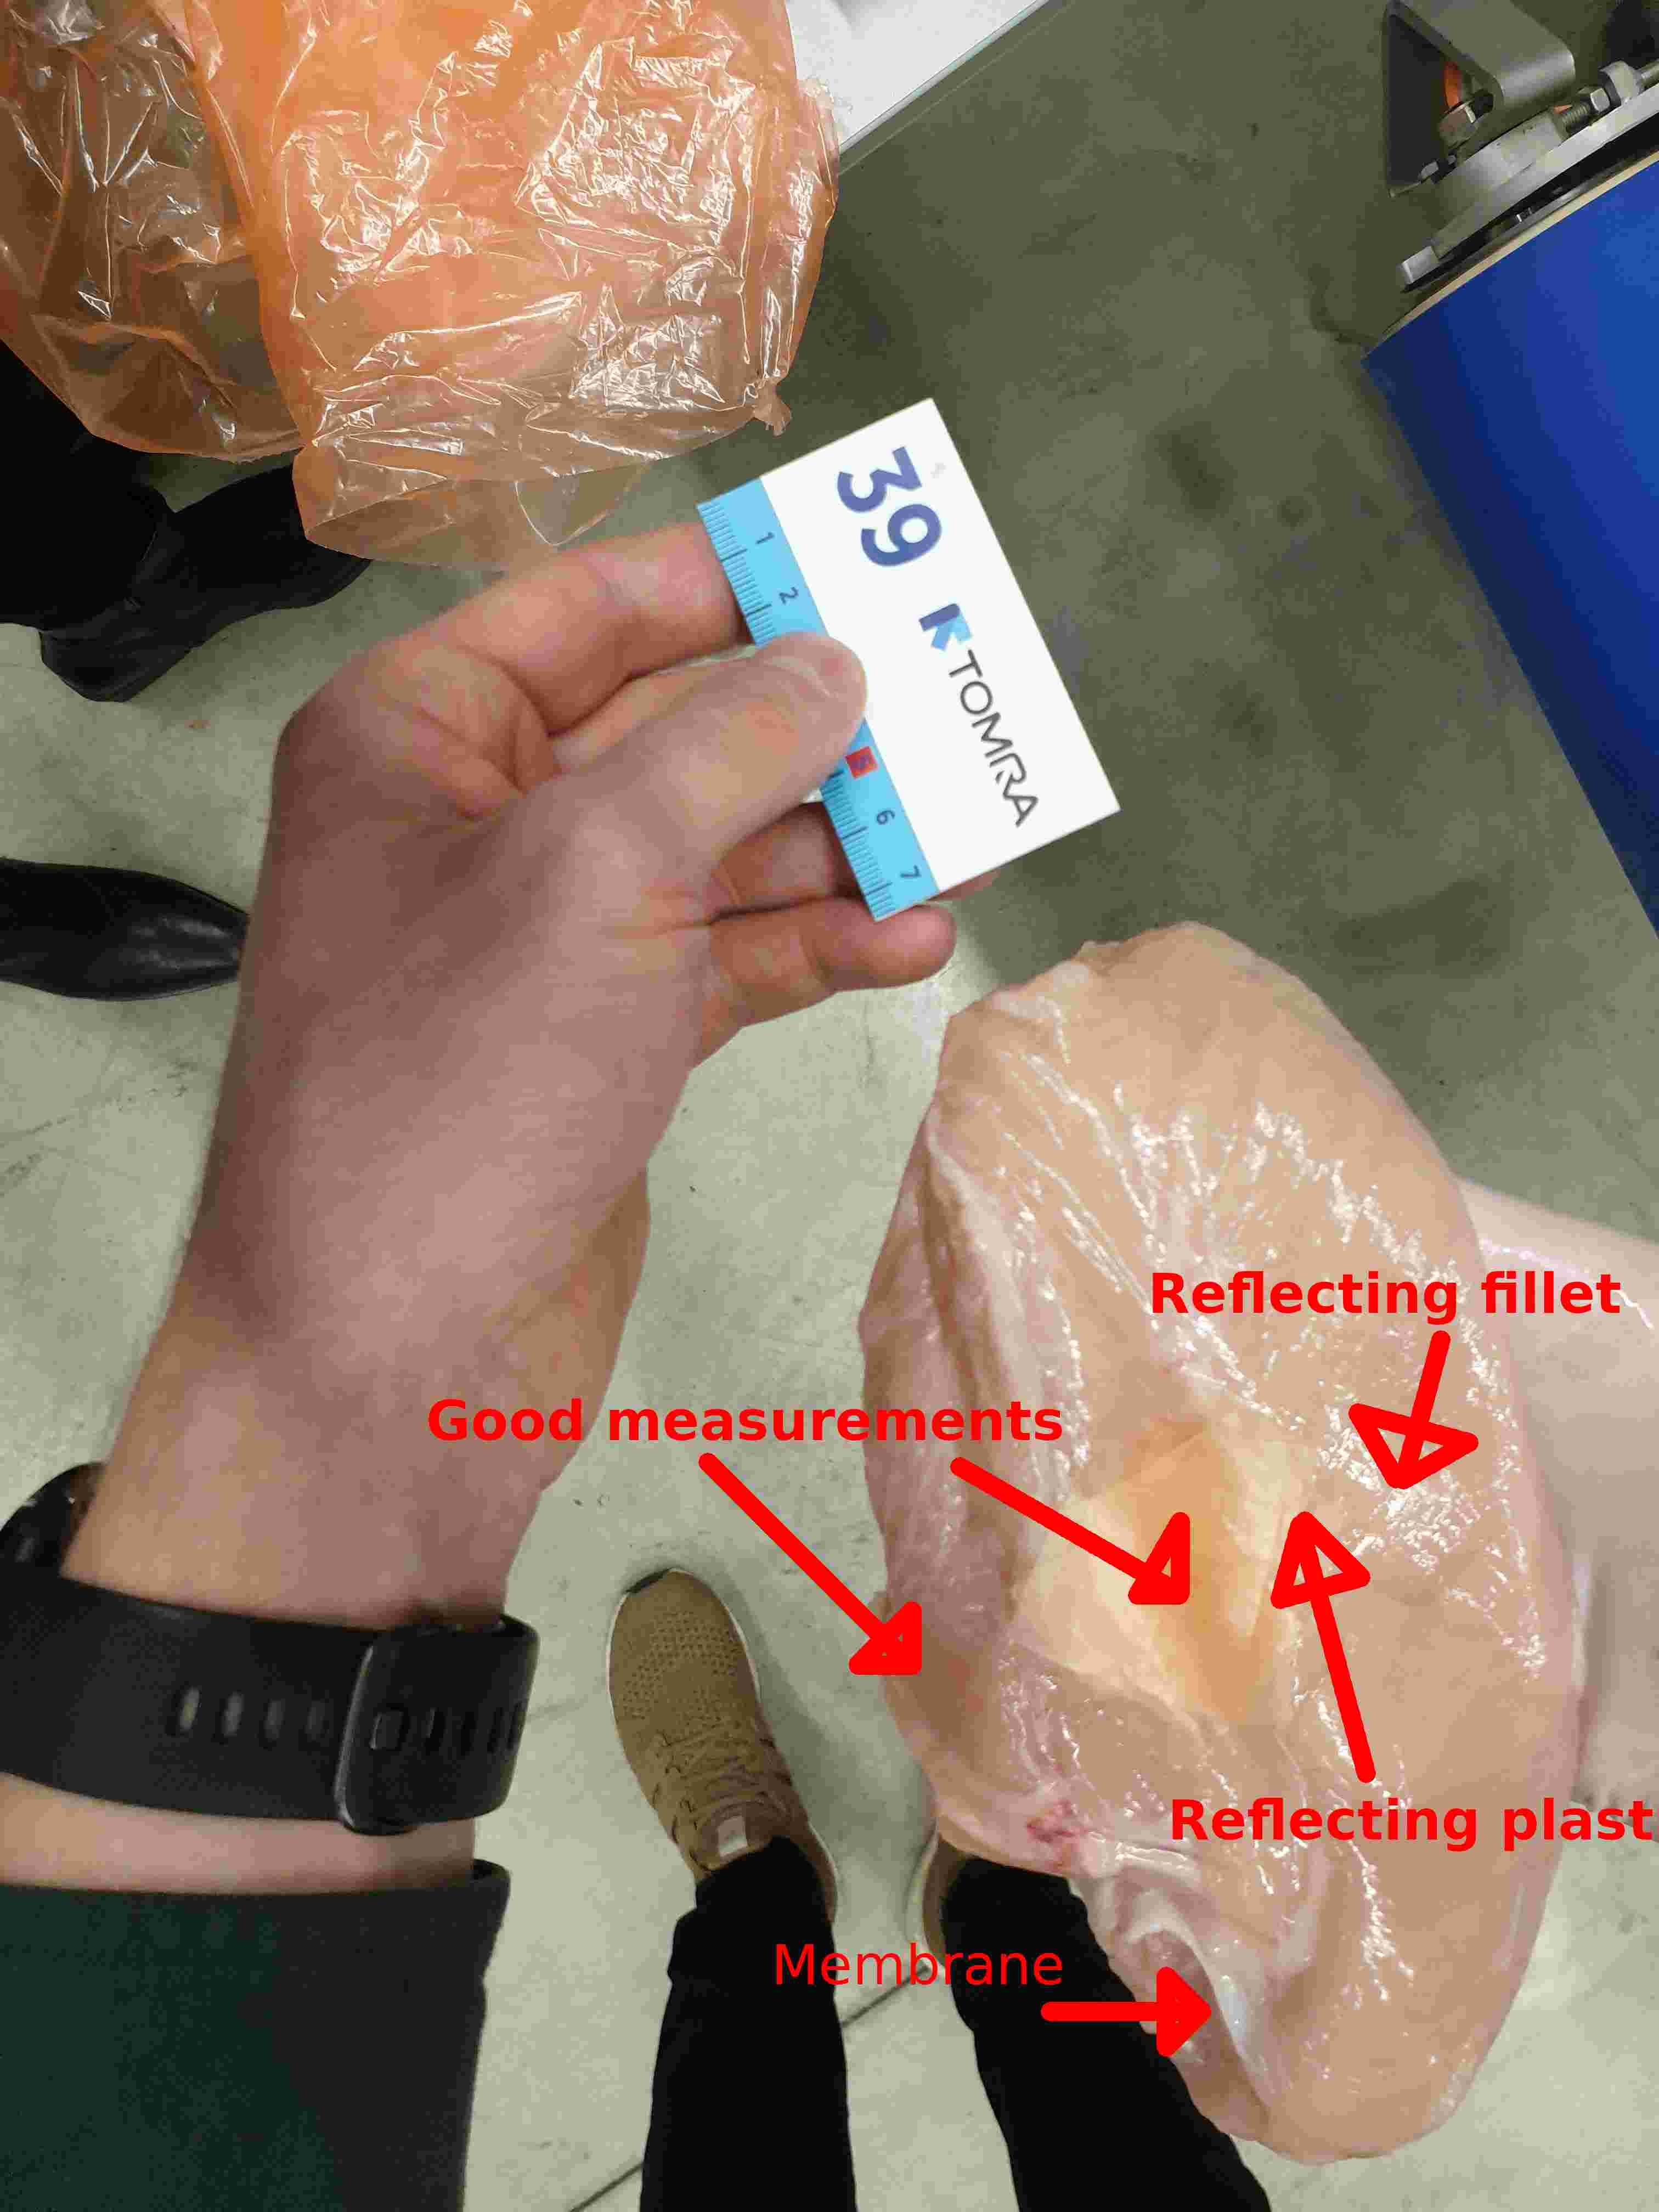 39
TOMRA
1
2
5
6
7
Reflecting fillet
Good measurements
Reflecting plast
Membrane